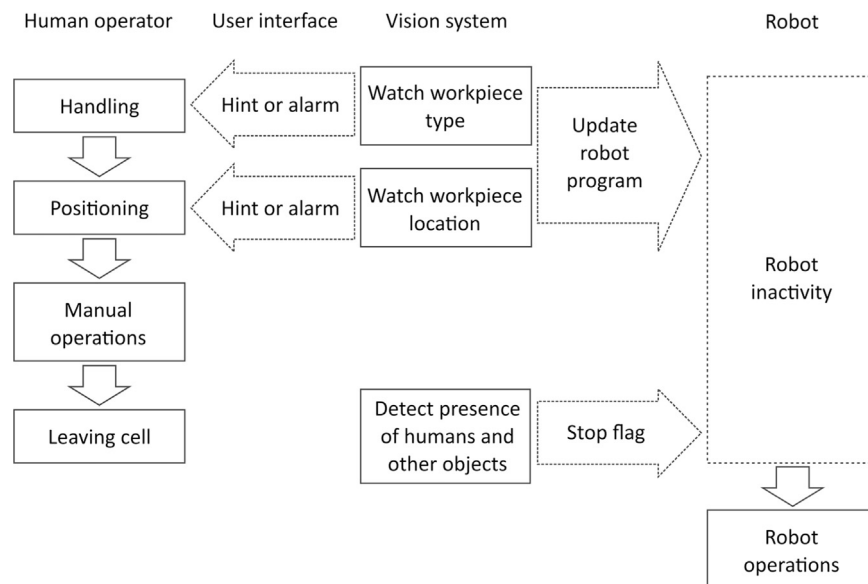 Human operator
User interface
Vision system
Robot
Handling
Hint or alarm
Watch workpiece
type
Update
robot
program
Positioning
Hint or alarm
Watch workpiece
location
Robot
inactivity
Manual
operations
Leaving cell
Detect presence
of humans and
other objects
Stop flag
Robot
operations